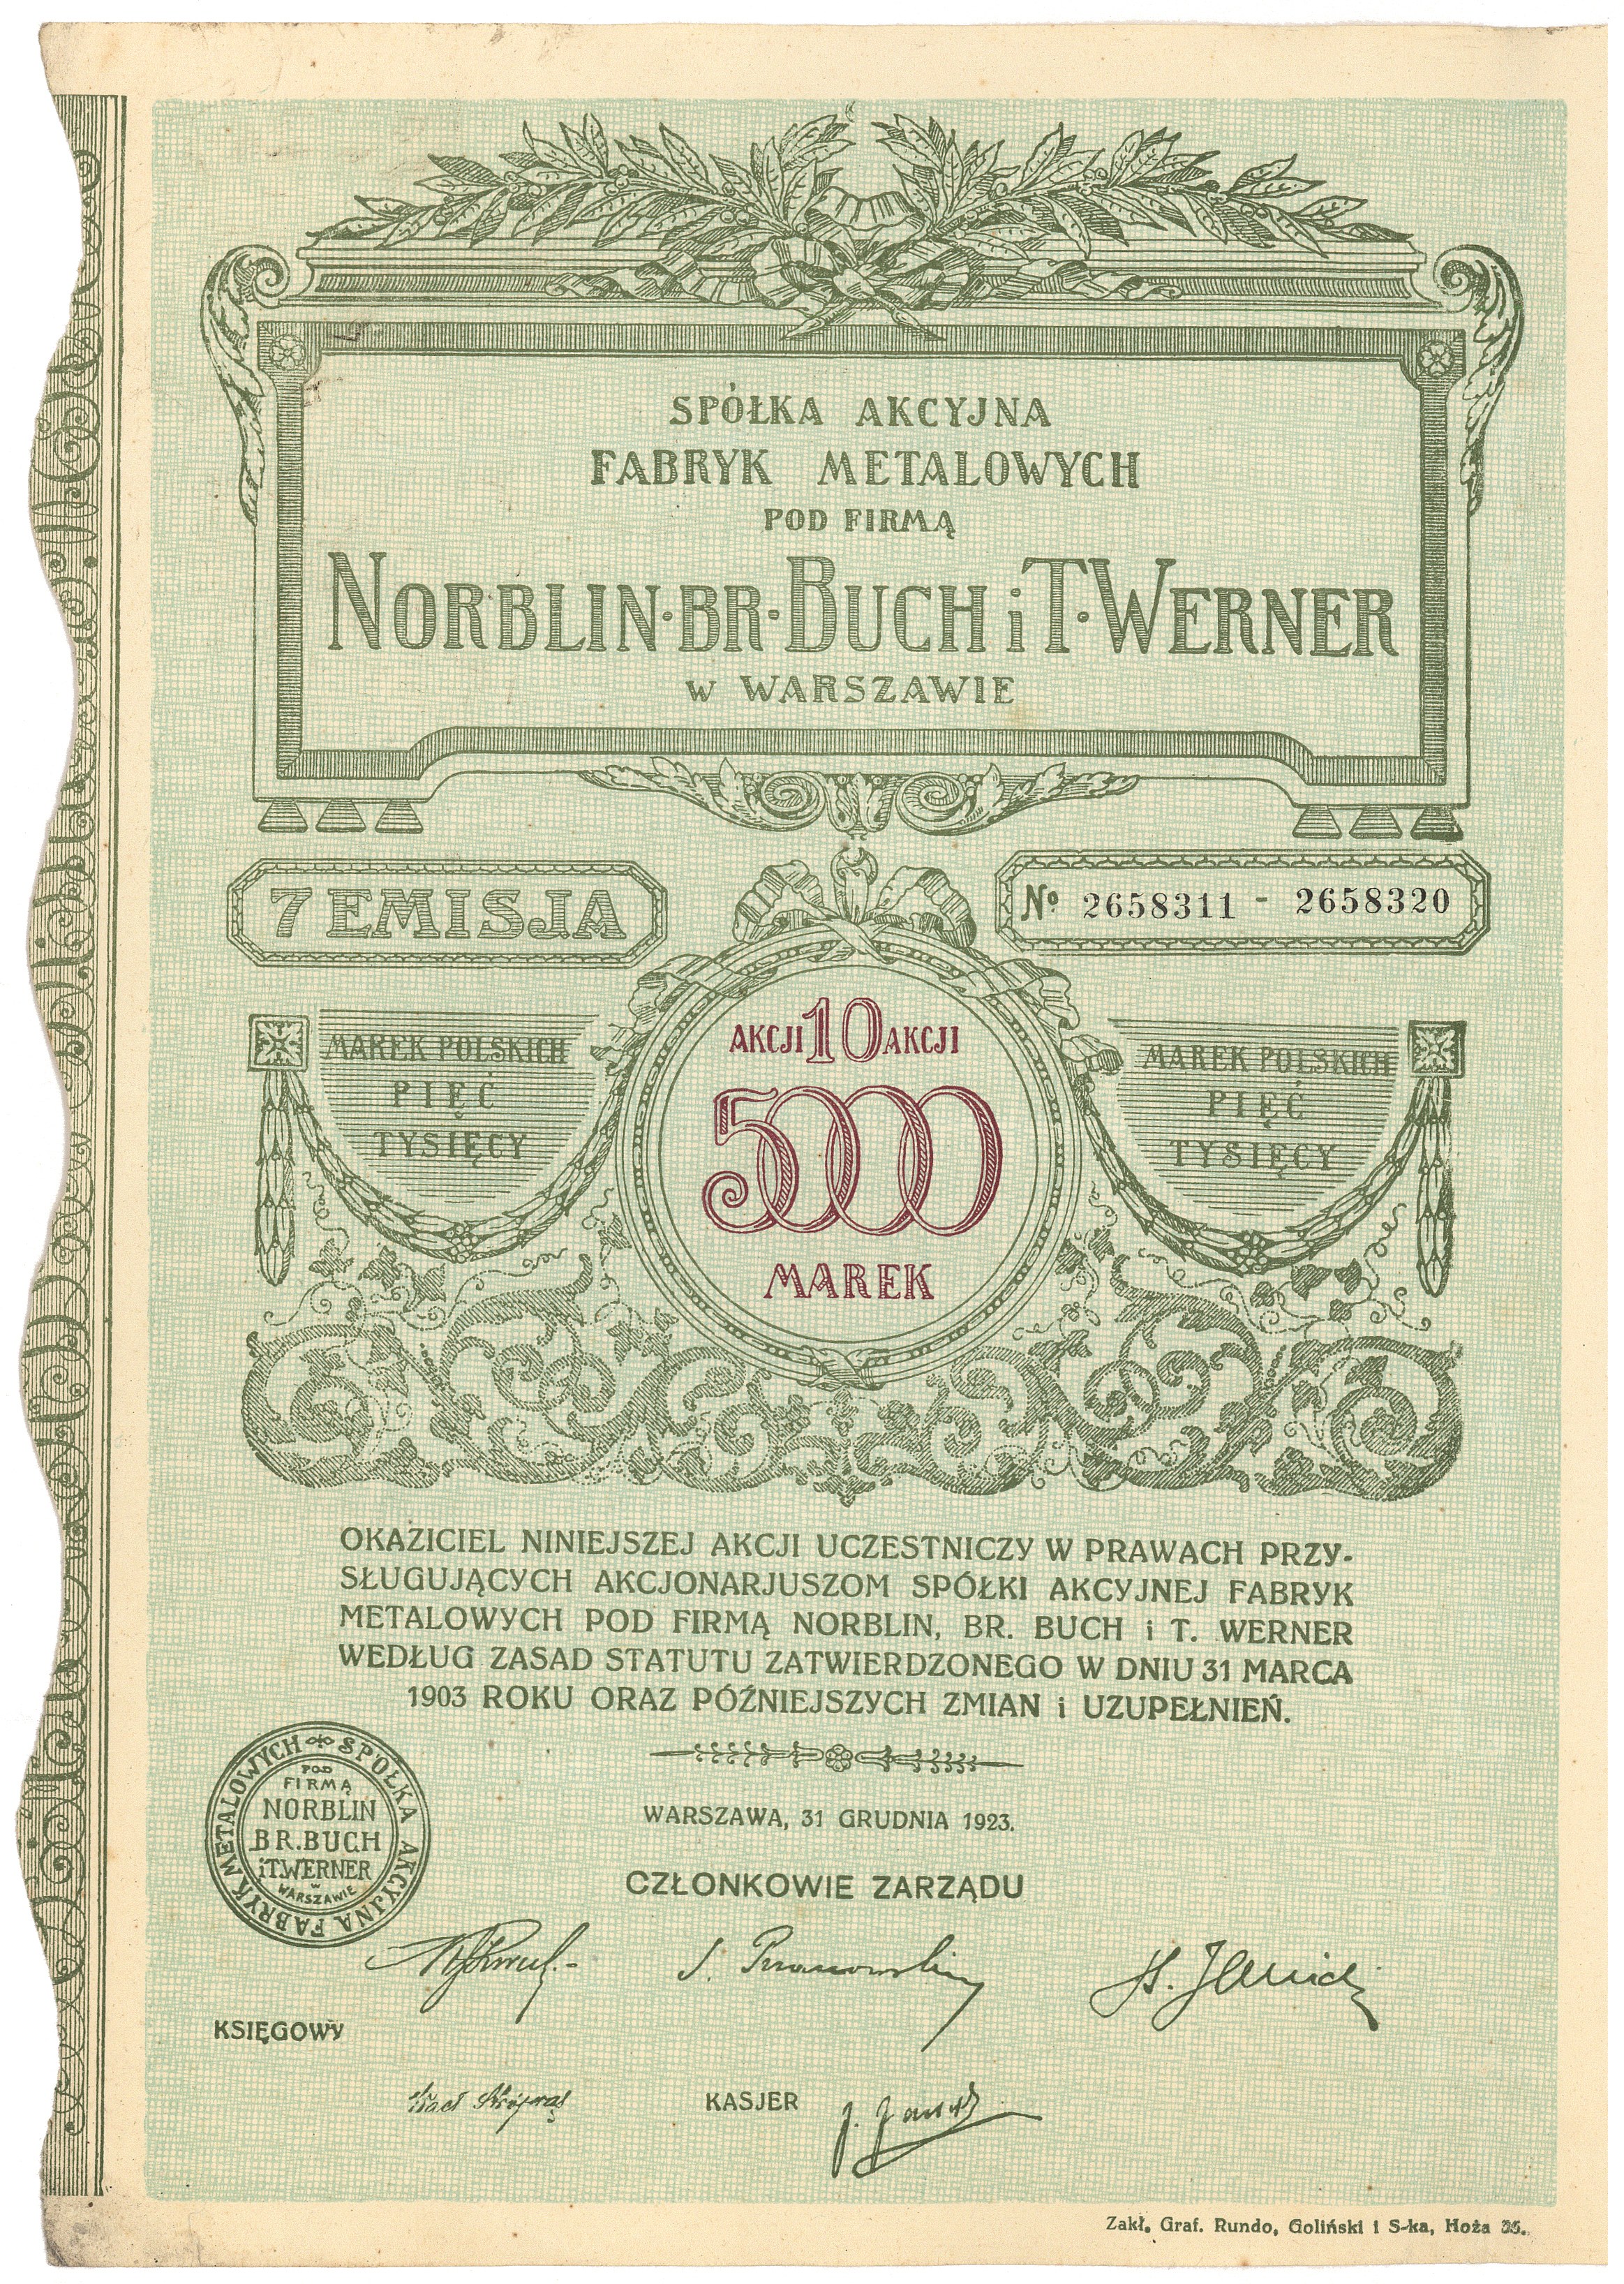 SPÓŁKA AKCYJNA
FABRYK METALOWYCH
POD FIRMĄ
NORBLIN·BR·BUCH i T·WERNER
W WARSZAWIE
7 EMISJA
№ 2658311 - 2658320
AKCJI 10 AKCJI
5000
MAREK
MAREK POLSKICH
PIĘĆ
TYSIĘCY
MAREK POLSKICH
PIĘĆ
TYSIĘCY
OKAZICIEL NINIEJSZEJ AKCJI UCZESTNICZY W PRAWACH PRZY-
SŁUGUJĄCYCH AKCJONARJUSZOM SPÓŁKI AKCYJNEJ FABRYK
METALOWYCH POD FIRMĄ NORBLIN, BR. BUCH i T. WERNER
WEDŁUG ZASAD STATUTU ZATWIERDZONEGO W DNIU 31 MARCA
1903 ROKU ORAZ PÓŹNIEJSZYCH ZMIAN i UZUPEŁNIEŃ.
SPÓŁKA AKCYJNA FABRYK METALOWYCH
POD
FIRMĄ
NORBLIN
BR. BUCH
i T. WERNER
W
WARSZAWIE
WARSZAWA, 31 GRUDNIA 1923.
CZŁONKOWIE ZARZĄDU
KSIĘGOWY
KASJER
Zakł. Graf. Rundo, Goliński i S-ka, Hoża